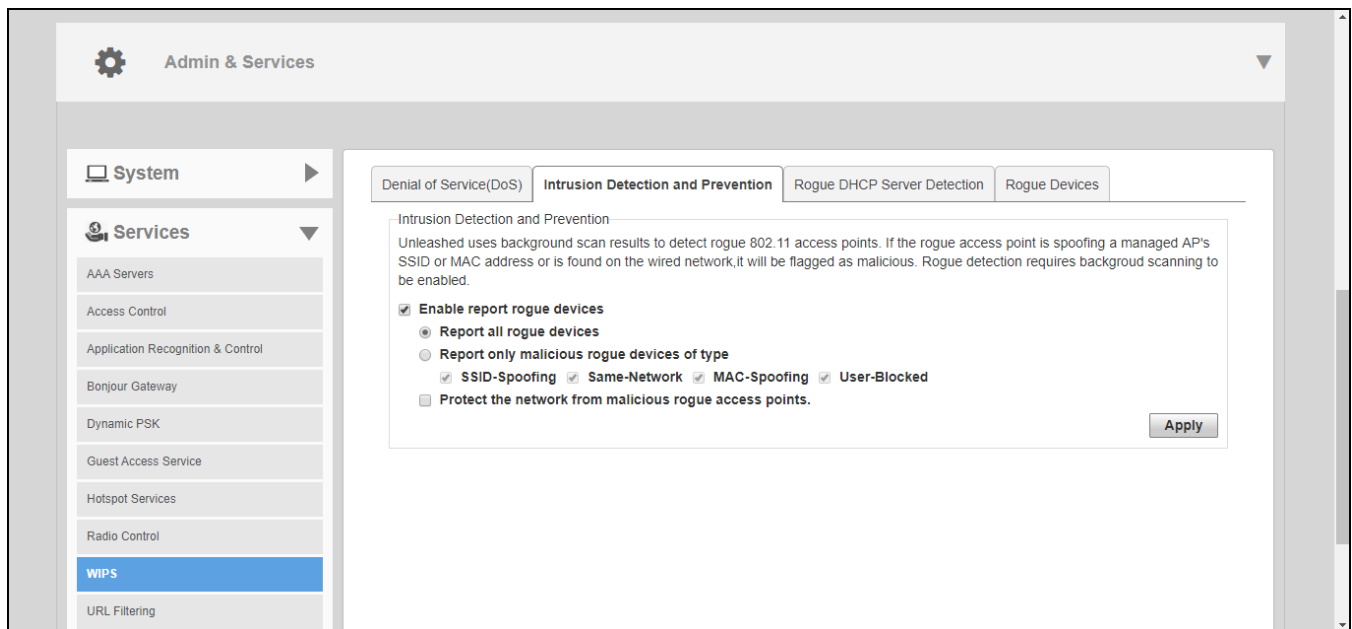 Admin & Services
System
Services
AAA Servers
Access Control
Application Recognition & Control
Bonjour Gateway
Dynamic PSK
Guest Access Service
Hotspot Services
Radio Control
WIPS
URL Filtering
Denial of Service(DoS) Intrusion Detection and Prevention Rogue DHCP Server Detection Rogue Devices
Intrusion Detection and Prevention
Unleashed uses background scan results to detect rogue 802.11 access points. If the rogue access point is spoofing a managed AP's
SSID or MAC address or is found on the wired network,it will be flagged as malicious. Rogue detection requires backgroud scanning to
be enabled.
Enable report rogue devices
Report all rogue devices
Report only malicious rogue devices of type
SSID-Spoofing Same-Network MAC-Spoofing User-Blocked
Protect the network from malicious rogue access points.
Apply